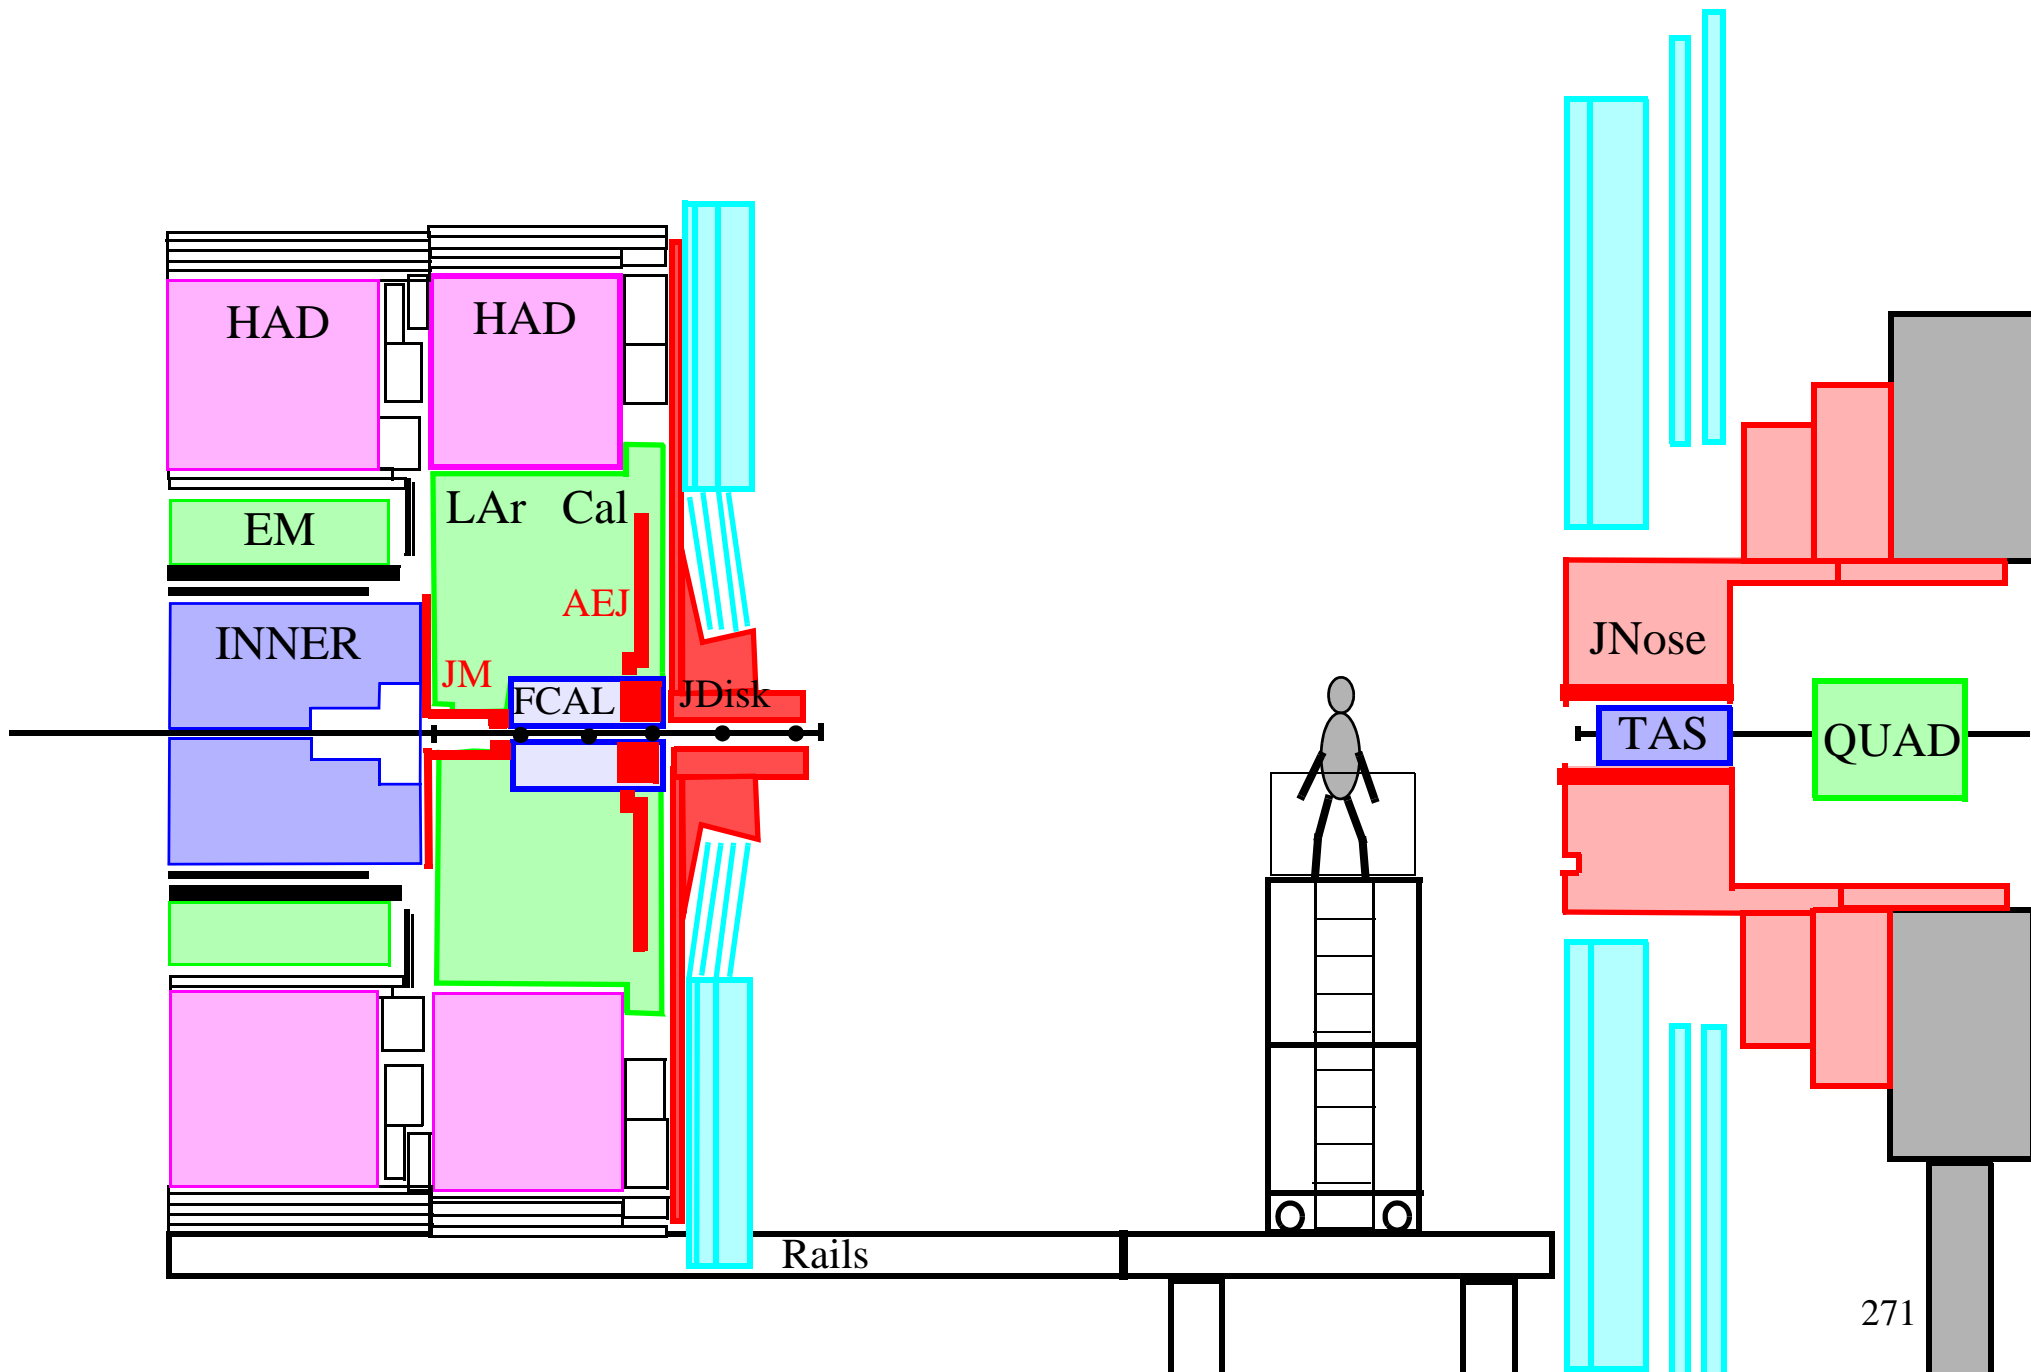 HAD
HAD
LAr Cal
EM
AEJ
INNER
JM
FCAL
JDisk
JNose
TAS
QUAD
Rails
271